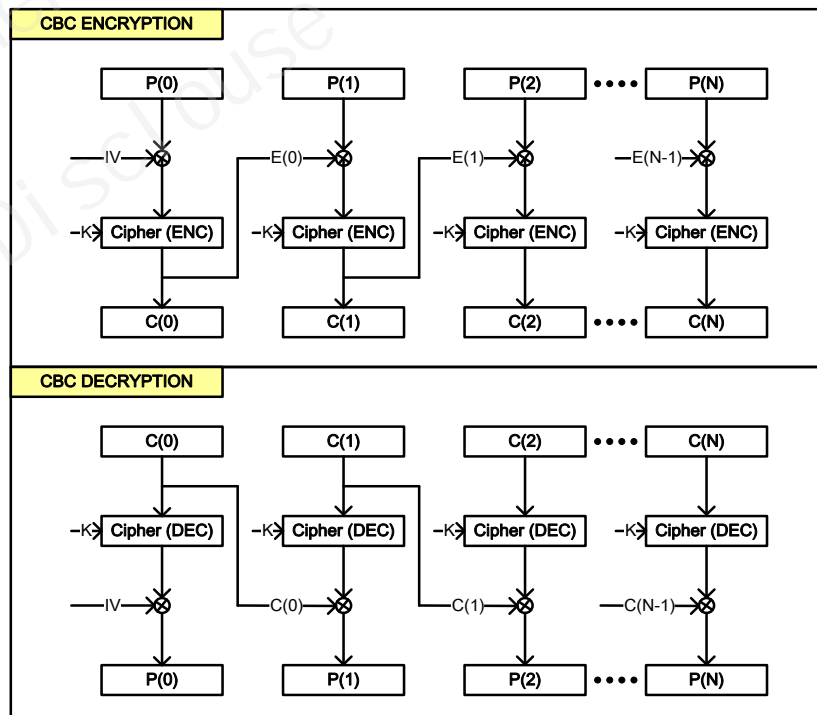 CBC ENCRYPTION
P(0) P(1) P(2) P(N)
IV E(0) E(1) E(N-1)
K Cipher (ENC) K Cipher (ENC) K Cipher (ENC) K Cipher (ENC)
C(0) C(1) C(2) C(N)
CBC DECRYPTION
C(0) C(1) C(2) C(N)
K Cipher (DEC) K Cipher (DEC) K Cipher (DEC) K Cipher (DEC)
IV C(0) C(1) C(N-1)
P(0) P(1) P(2) P(N)
Di sclouse